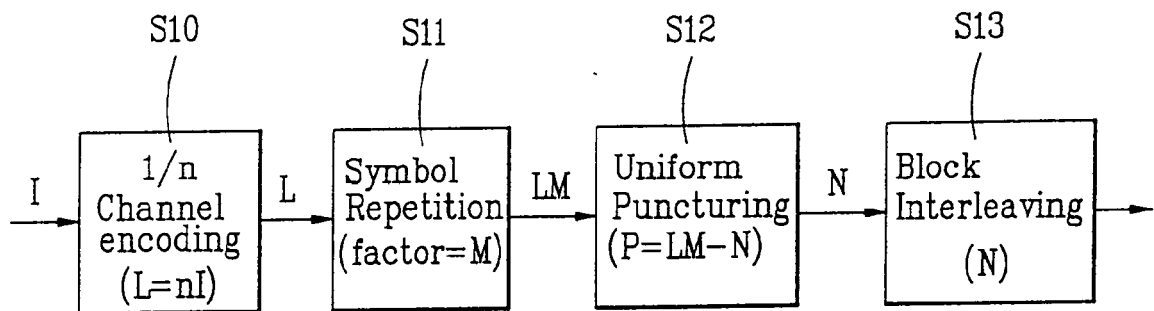 S10
S11
S12
S13
I
1/n
Channel
encoding
(L=nI)
L
Symbol
Repetition
(factor=M)
LM
Uniform
Puncturing
(P=LM-N)
N
Block
Interleaving
(N)